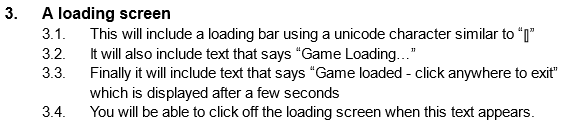 3. A loading screen
3.1. This will include a loading bar using a unicode character similar to “▯”
3.2. It will also include text that says “Game Loading…”
3.3. Finally it will include text that says “Game loaded - click anywhere to exit”
which is displayed after a few seconds
3.4. You will be able to click off the loading screen when this text appears.